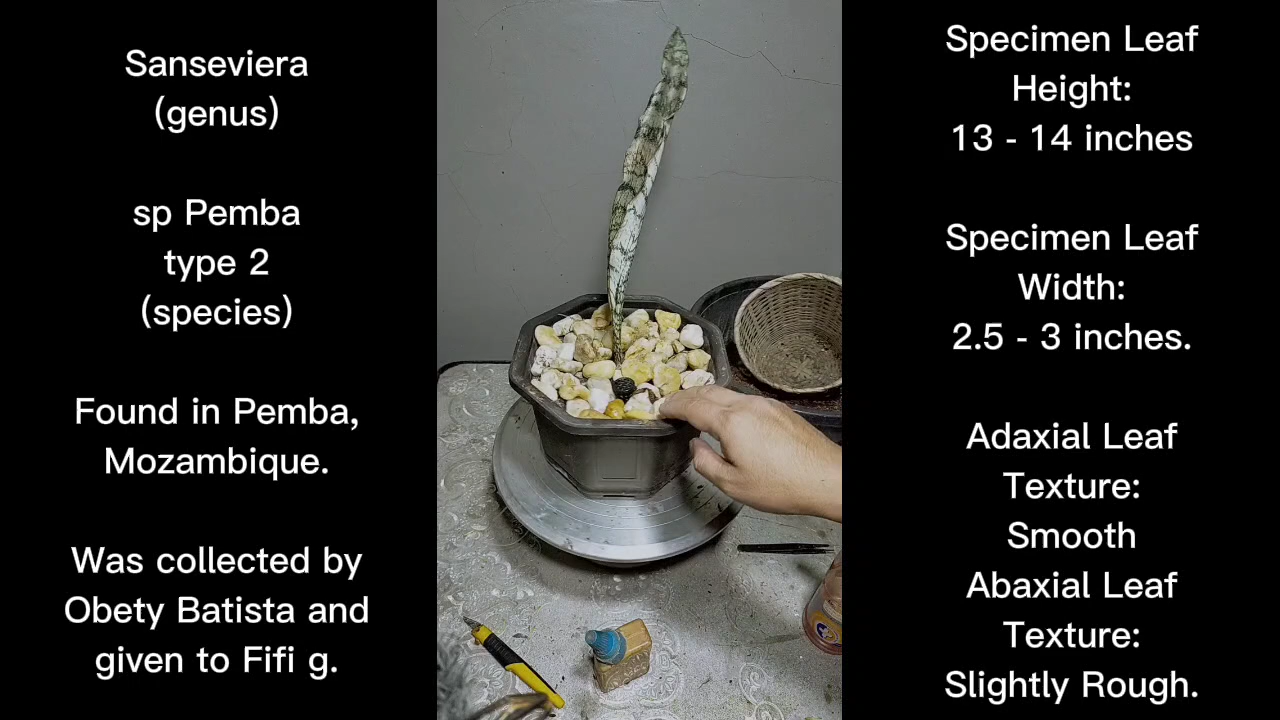 Sanseviera
(genus)
sp Pemba
type 2
(species)
Found in Pemba,
Mozambique.
Was collected by
Obety Batista and
given to Fifi g.
Specimen Leaf
Height:
13 - 14 inches
Specimen Leaf
Width:
2.5 - 3 inches.
Adaxial Leaf
Texture:
Smooth
Abaxial Leaf
Texture:
Slightly Rough.